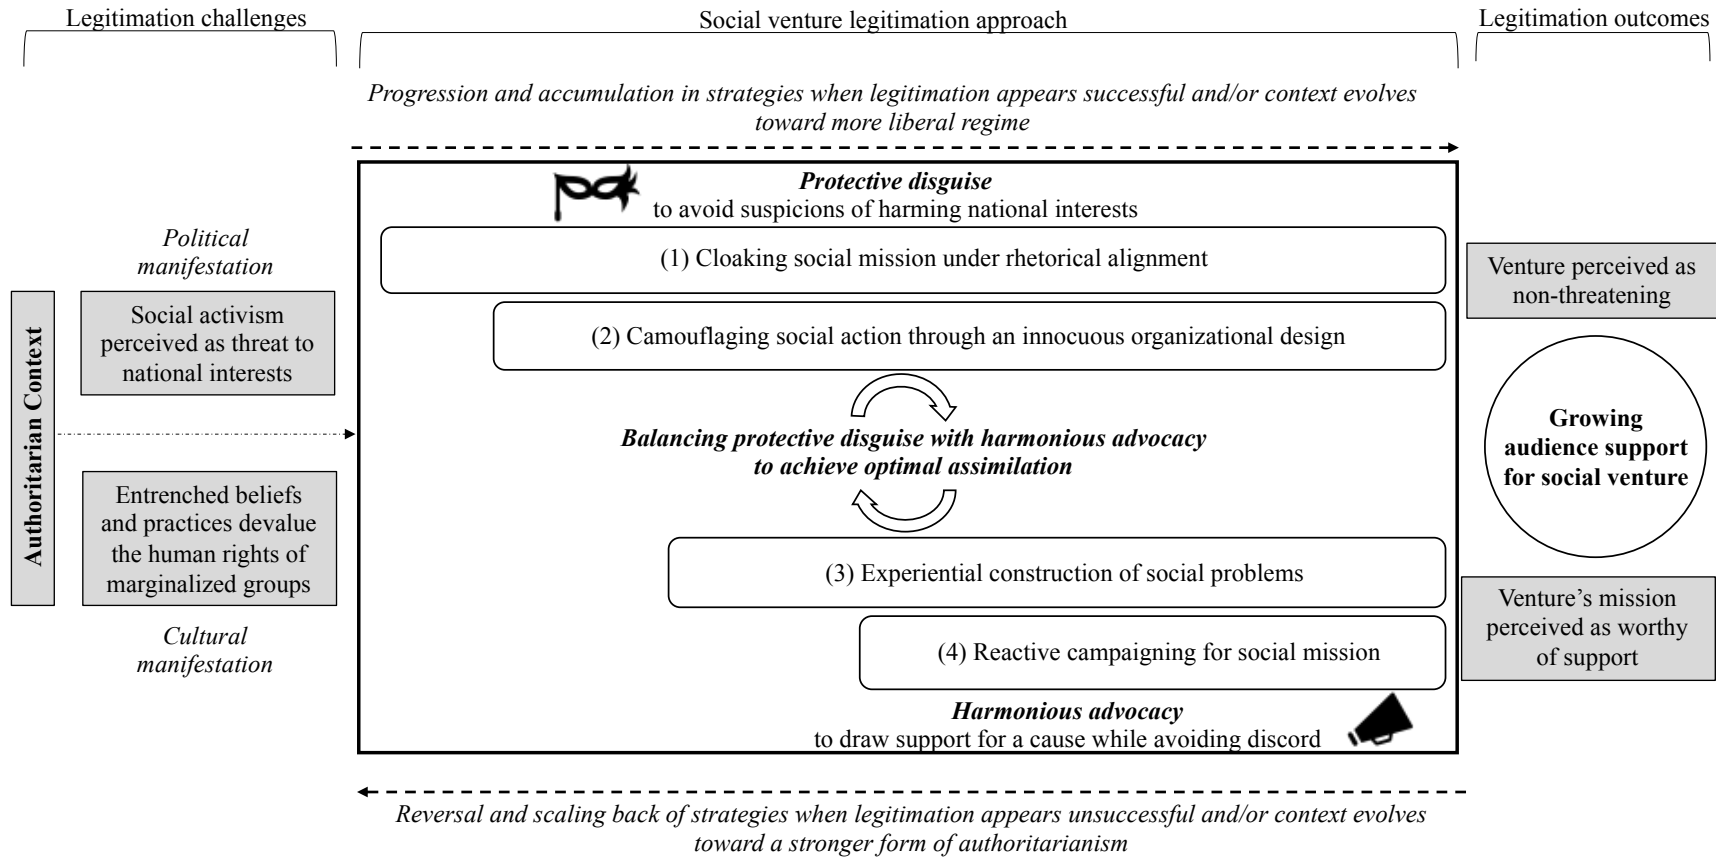 Legitimation challenges
Social venture legitimation approach
Legitimation outcomes
Progression and accumulation in strategies when legitimation appears successful and/or context evolves
toward more liberal regime
Authoritarian Context
Political
manifestation
Social activism
perceived as threat to
national interests
Entrenched beliefs
and practices devalue
the human rights of
marginalized groups
Cultural
manifestation
Protective disguise
to avoid suspicions of harming national interests
(1) Cloaking social mission under rhetorical alignment
(2) Camouflaging social action through an innocuous organizational design
Balancing protective disguise with harmonious advocacy
to achieve optimal assimilation
(3) Experiential construction of social problems
(4) Reactive campaigning for social mission
Harmonious advocacy
to draw support for a cause while avoiding discord
Venture perceived as
non-threatening
Growing
audience support
for social venture
Venture’s mission
perceived as worthy
of support
Reversal and scaling back of strategies when legitimation appears unsuccessful and/or context evolves
toward a stronger form of authoritarianism